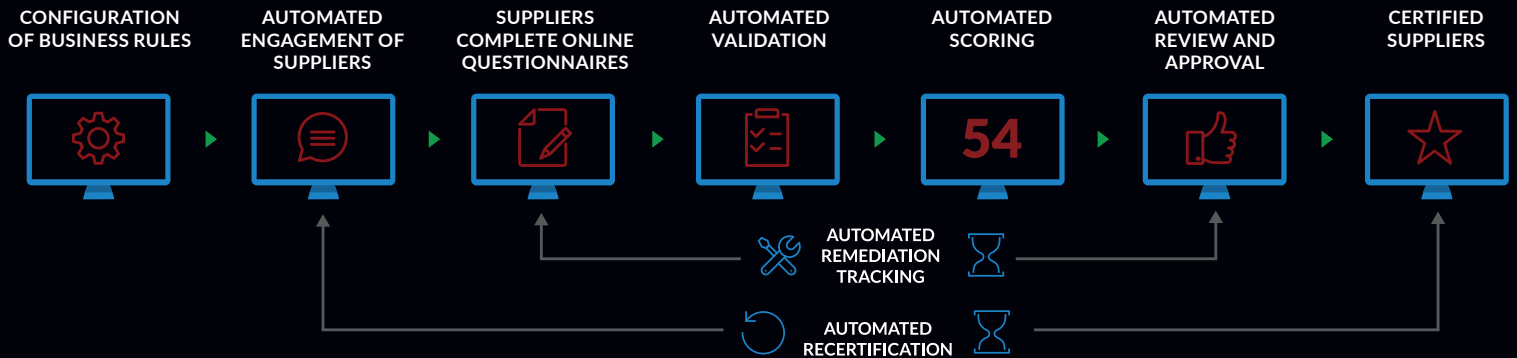 CONFIGURATION
OF BUSINESS RULES
AUTOMATED
ENGAGEMENT OF
SUPPLIERS
SUPPLIERS
COMPLETE ONLINE
QUESTIONNAIRES
AUTOMATED
VALIDATION
AUTOMATED
SCORING
AUTOMATED
REVIEW AND
APPROVAL
CERTIFIED
SUPPLIERS
54
AUTOMATED
REMEDIATION
TRACKING
AUTOMATED
RECERTIFICATION